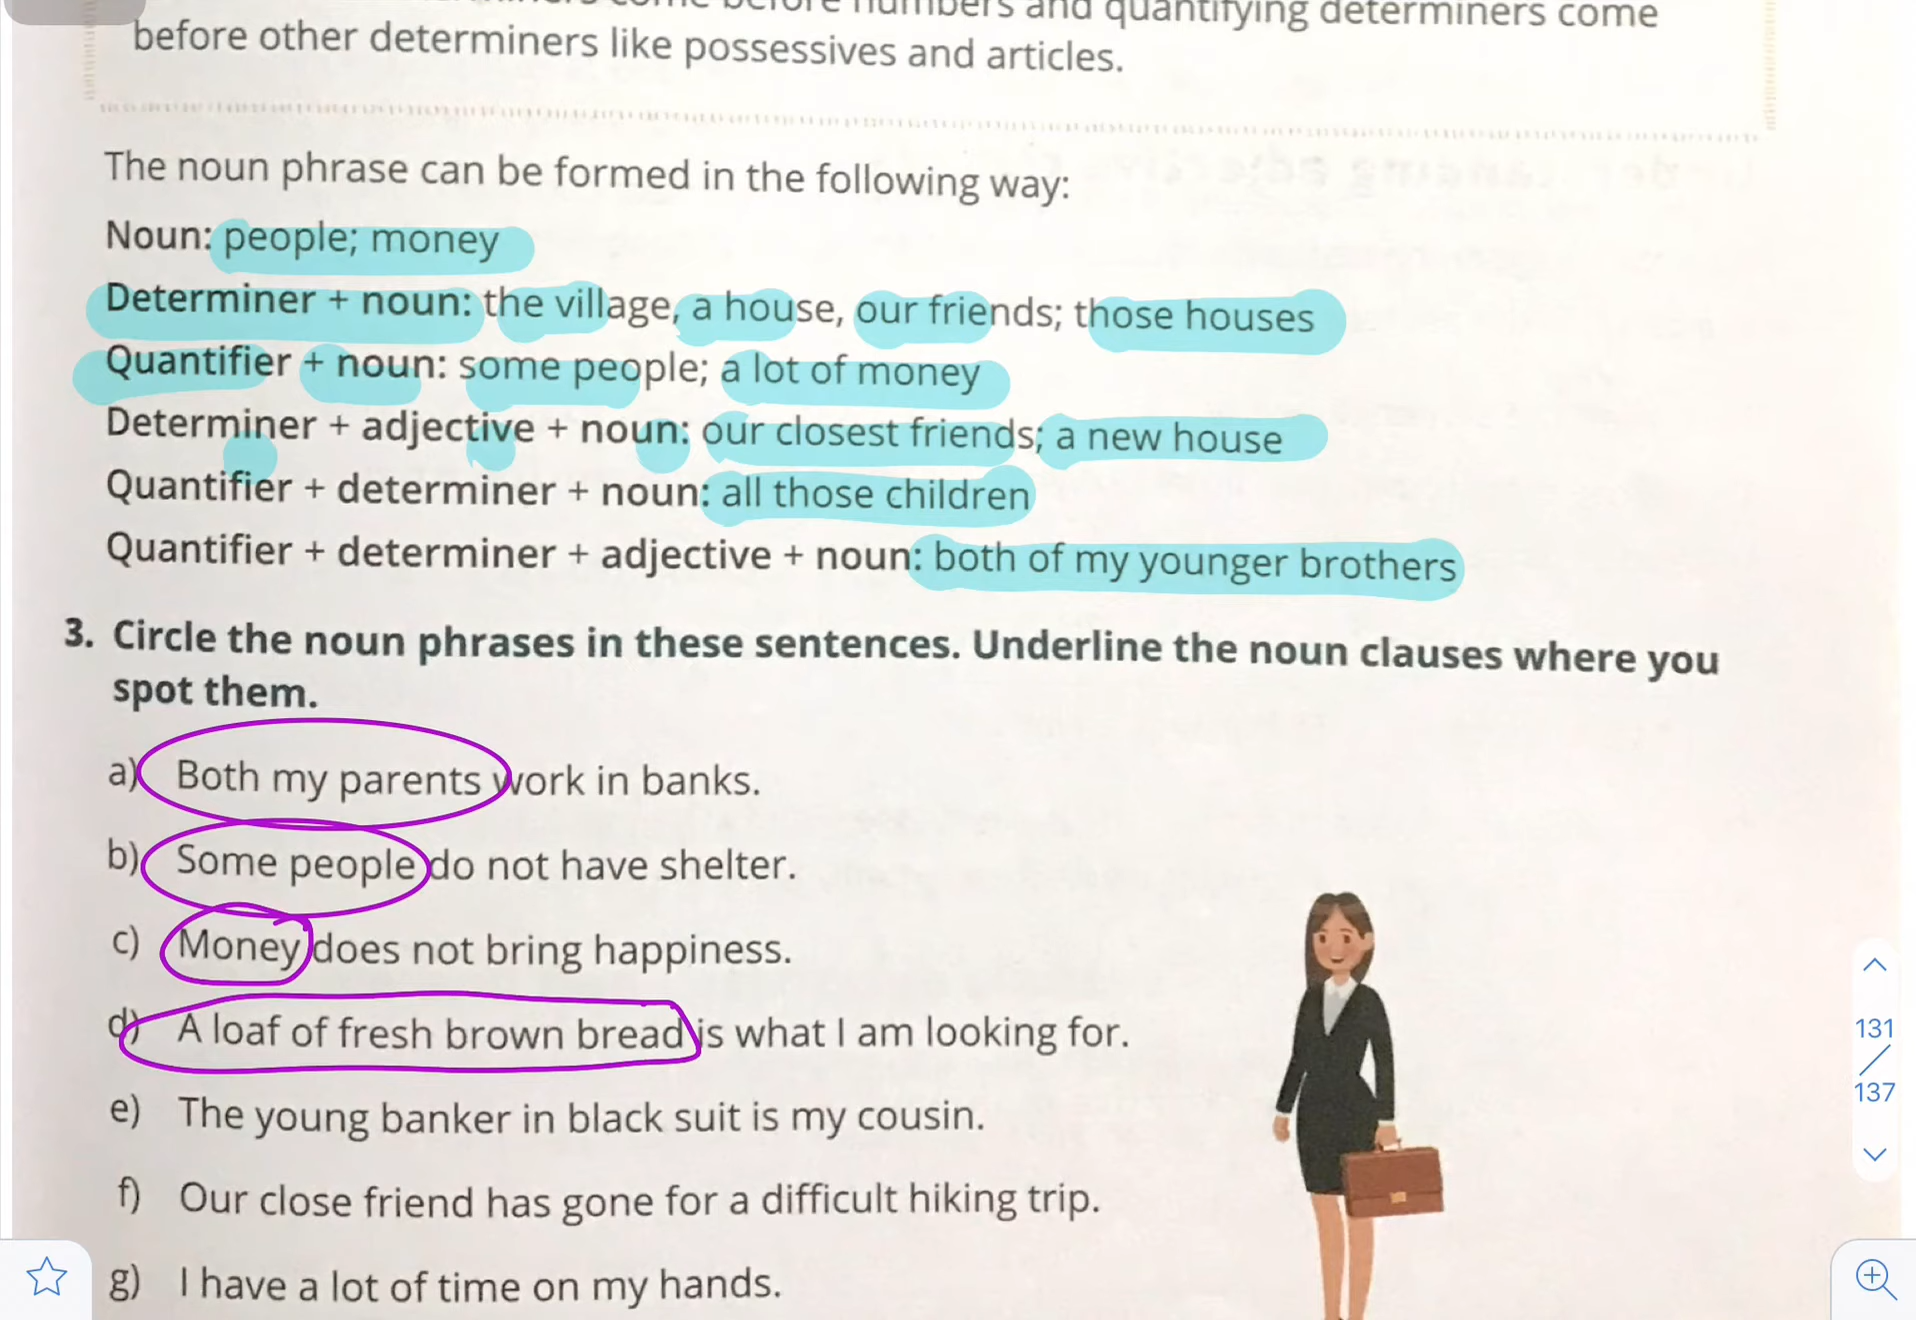 numbers and quantifying determiners come
before other determiners like possessives and articles.
The noun phrase can be formed in the following way:
Noun: people; money
Determiner + noun: the village, a house, our friends; those houses
Quantifier + noun: some people; a lot of money
Determiner + adjective + noun: our closest friends; a new house
Quantifier + determiner + noun: all those children
Quantifier + determiner + adjective + noun: both of my younger brothers
3. Circle the noun phrases in these sentences. Underline the noun clauses where you
spot them.
a) Both my parents work in banks.
b) Some people do not have shelter.
c) Money does not bring happiness.
d) A loaf of fresh brown bread is what I am looking for.
e) The young banker in black suit is my cousin.
f) Our close friend has gone for a difficult hiking trip.
g) I have a lot of time on my hands.
131
/
137